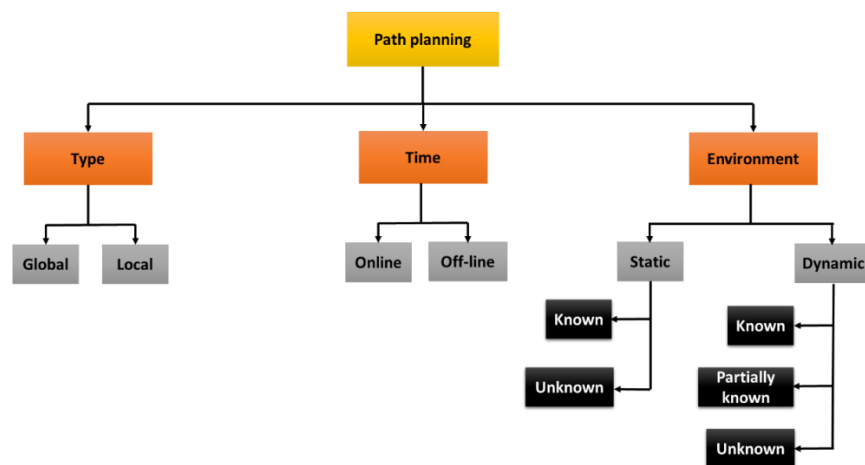 Path planning
Type
Time
Environment
Global
Local
Online
Off-line
Static
Dynamic
Known
Unknown
Known
Partially
known
Unknown